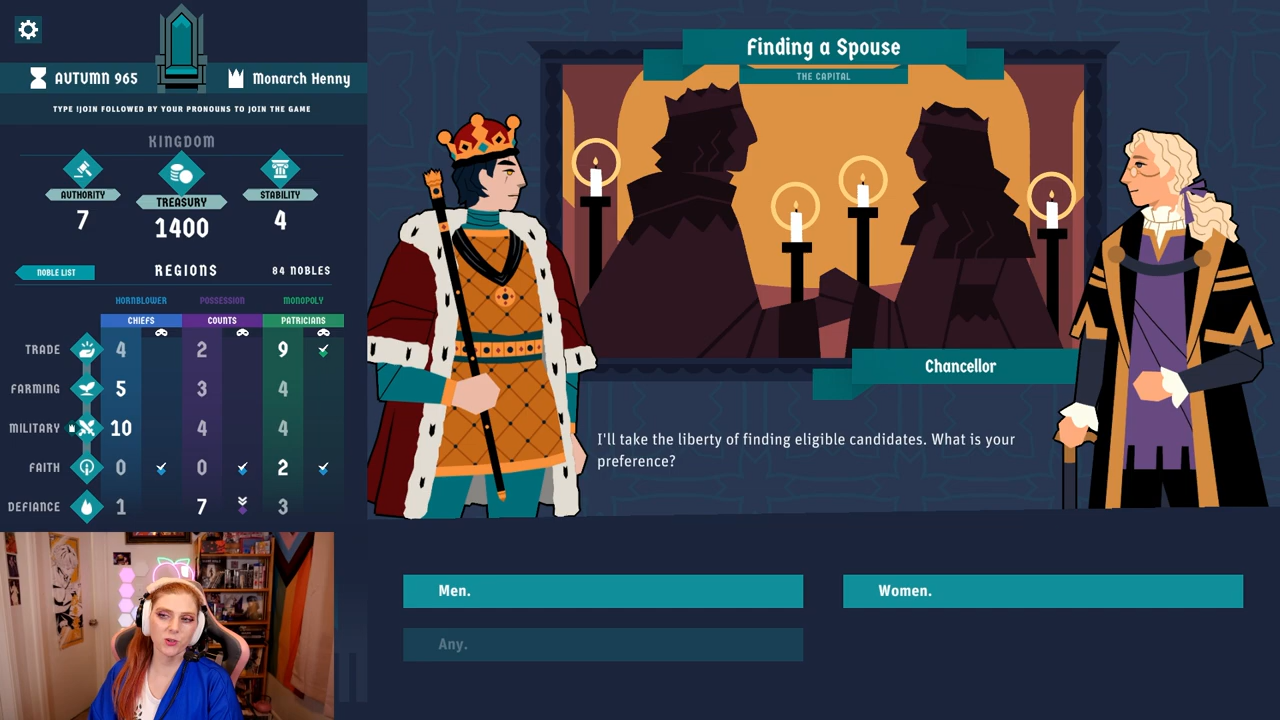 AUTUMN 965
Monarch Henny
TYPE !JOIN FOLLOWED BY YOUR PRONOUNS TO JOIN THE GAME
KINGDOM
AUTHORITY
TREASURY
STABILITY
7
1400
4
NOBLE LIST
REGIONS
84 NOBLES
HORNBLOWER POSSESSION MONOPOLY
CHIEFS COUNTS PATRICIANS
TRADE 4 2 9
FARMING 5 3 4
MILITARY 10 4 4
FAITH 0 0 2
DEFIANCE 1 7 3
Finding a Spouse
THE CAPITAL
Chancellor
I'll take the liberty of finding eligible candidates. What is your
preference?
Men.
Women.
Any.